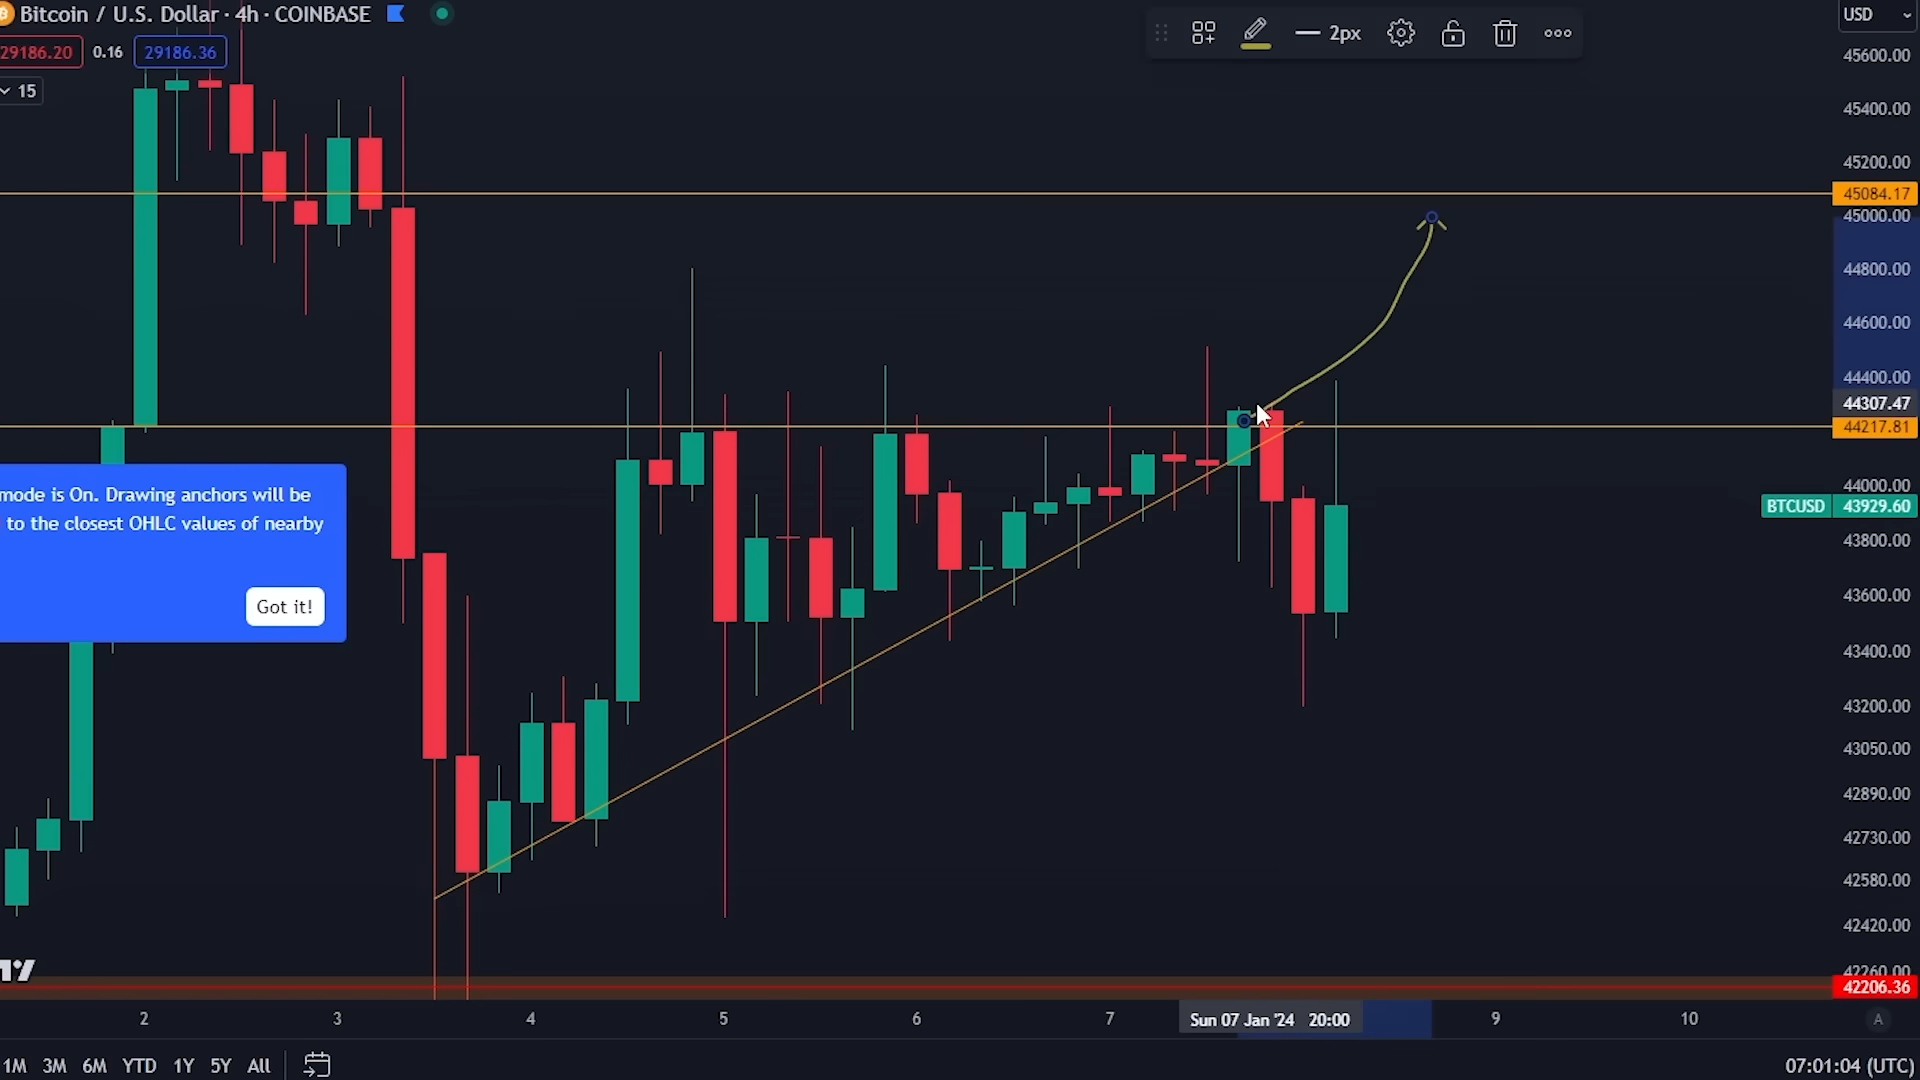 Bitcoin / U.S. Dollar · 4h · COINBASE
29186.20 0.16 29186.36
15
2px
USD
45600.00
45400.00
45200.00
45084.17
45000.00
44800.00
44600.00
44400.00
44307.47
44217.81
44000.00
BTCUSD 43929.60
43800.00
43600.00
43400.00
43200.00
43050.00
42890.00
42730.00
42580.00
42420.00
42260.00
42206.36
mode is On. Drawing anchors will be
to the closest OHLC values of nearby
Got it!
2 3 4 5 6 7 Sun 07 Jan '24 20:00 9 10 A
1M 3M 6M YTD 1Y 5Y All
07:01:04 (UTC)